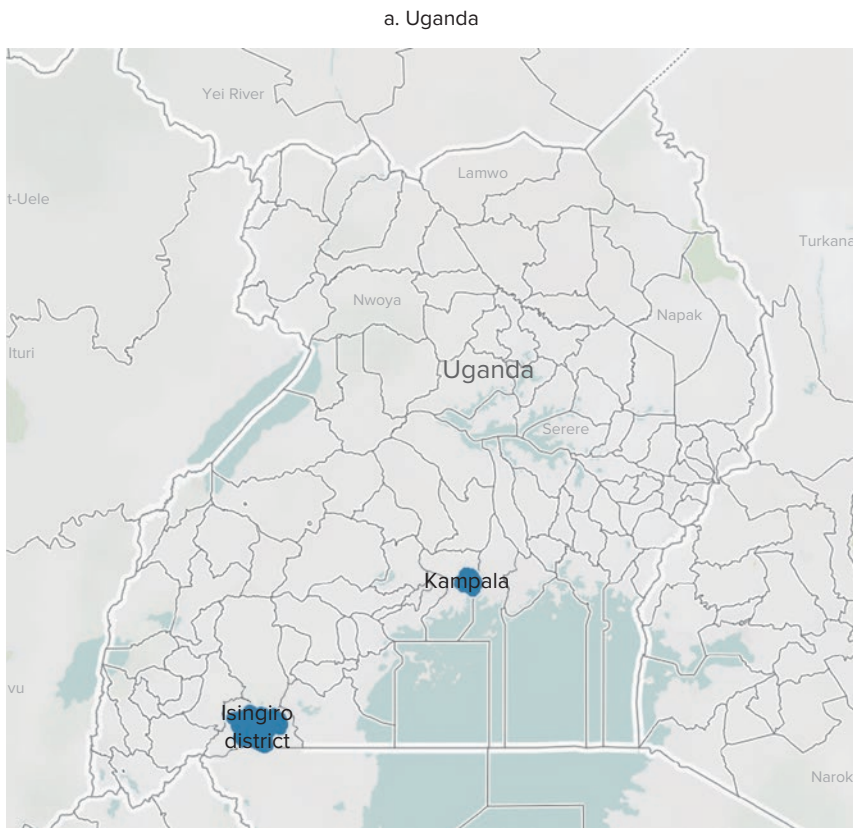 a. Uganda
Yei River
Lamwo
t-Uele
Turkana
Nwoya
Napak
Ituri
Uganda
Serere
Kampala
vu
Isingiro
district
Narok